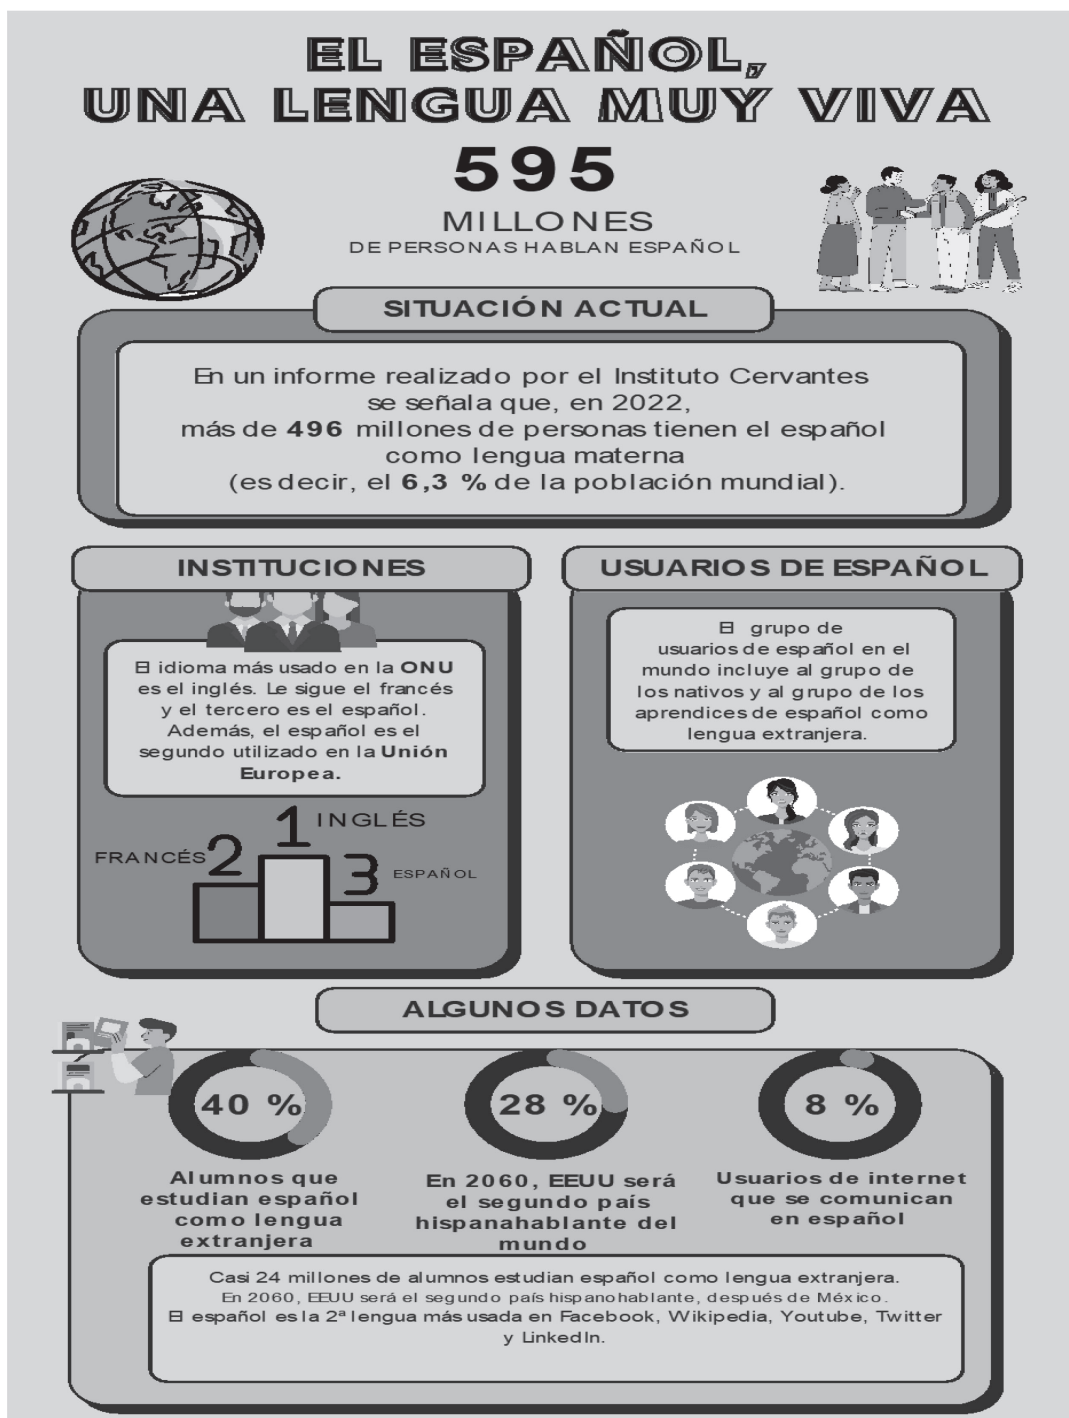 EL ESPAÑOL,
UNA LENGUA MUY VIVA
595
MILLONES
DE PERSONAS HABLAN ESPAÑOL
SITUACIÓN ACTUAL
En un informe realizado por el Instituto Cervantes
se señala que, en 2022,
más de 496 millones de personas tienen el español
como lengua materna
(es decir, el 6,3 % de la población mundial).
INSTITUCIONES
El idioma más usado en la ONU
es el inglés. Le sigue el francés
y el tercero es el español.
Además, el español es el
segundo utilizado en la Unión
Europea.
1 INGLÉS
FRANCÉS 2
3 ESPAÑOL
USUARIOS DE ESPAÑOL
El grupo de
usuarios de español en el
mundo incluye al grupo de
los nativos y al grupo de los
aprendices de español como
lengua extranjera.
ALGUNOS DATOS
40 %
Alumnos que
estudian español
como lengua
extranjera
28 %
En 2060, EEUU será
el segundo país
hispanahablante del
mundo
8 %
Usuarios de internet
que se comunican
en español
Casi 24 millones de alumnos estudian español como lengua extranjera.
En 2060, EEUU será el segundo país hispanohablante, después de México.
El español es la 2ª lengua más usada en Facebook, Wikipedia, Youtube, Twitter
y LinkedIn.